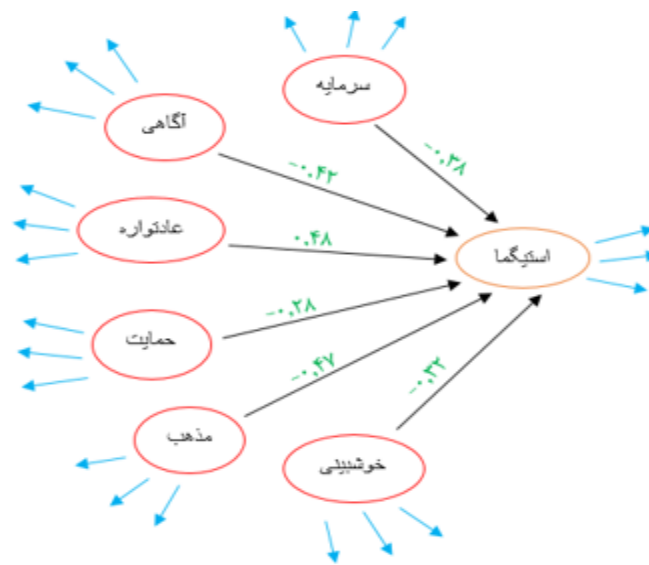 سرمایه
آگاهی
-۰.۳۸
-۰.۴۲
عادتواره
۰.۴۸
استیگما
-۰.۲۸
حمایت
-۰.۴۷
-۰.۳۲
مذهب
خوشبینی